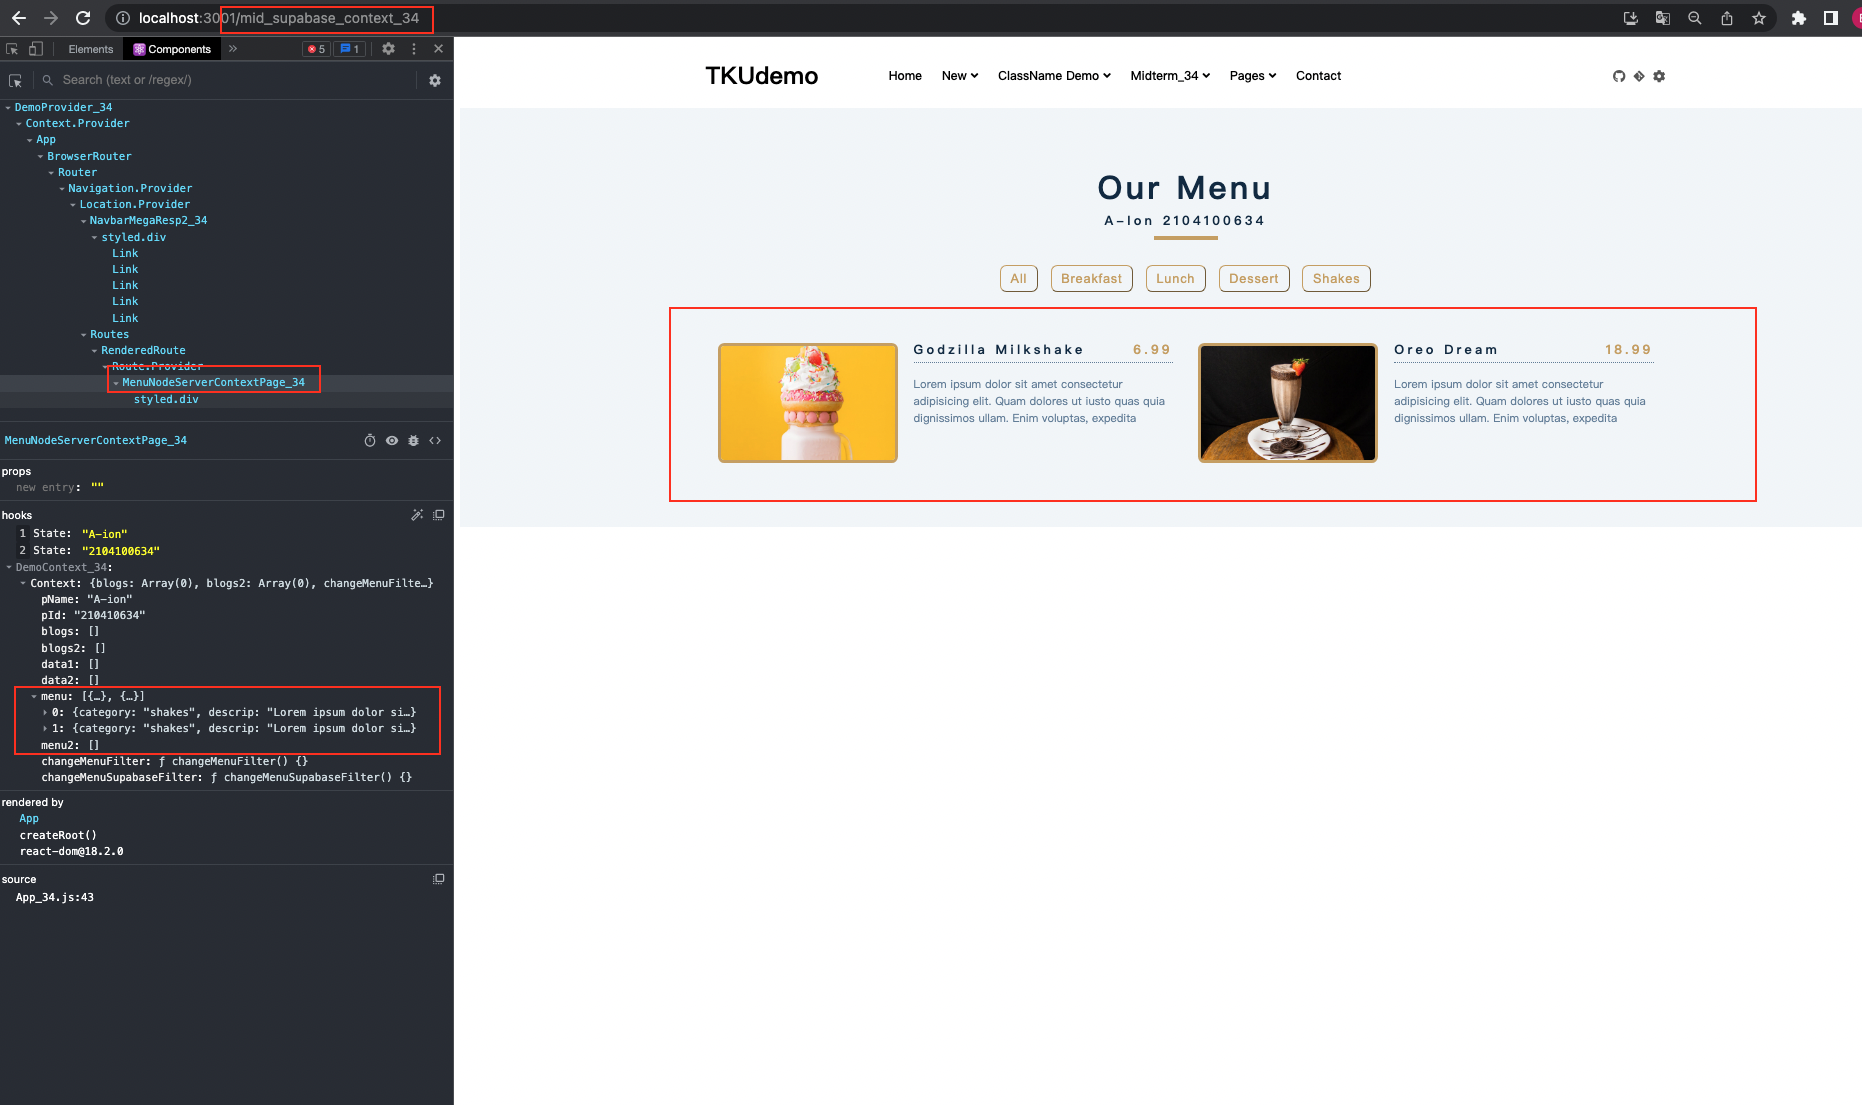 localhost:3001/mid_supabase_context_34
Elements
Components
»
5
1
Search (text or /regex/)
DemoProvider_34
Context.Provider
App
BrowserRouter
Router
Navigation.Provider
Location.Provider
NavbarMegaResp2_34
styled.div
Link
Link
Link
Link
Link
Routes
RenderedRoute
Route.Provider
MenuNodeServerContextPage_34
styled.div
MenuNodeServerContextPage_34
props
new entry: ""
hooks
1 State: "A-ion"
2 State: "2104100634"
DemoContext_34:
Context: {blogs: Array(0), blogs2: Array(0), changeMenuFilte…}
pName: "A-ion"
pId: "210410634"
blogs: []
blogs2: []
data1: []
data2: []
menu: [{…}, {…}]
0: {category: "shakes", descrip: "Lorem ipsum dolor si…}
1: {category: "shakes", descrip: "Lorem ipsum dolor si…}
menu2: []
changeMenuFilter: ƒ changeMenuFilter() {}
changeMenuSupabaseFilter: ƒ changeMenuSupabaseFilter() {}
rendered by
App
createRoot()
react-dom@18.2.0
source
App_34.js:43
TKUdemo
Home
New
ClassName Demo
Midterm_34
Pages
Contact
Our Menu
A-Ion 2104100634
All
Breakfast
Lunch
Dessert
Shakes
Godzilla Milkshake 6.99
Lorem ipsum dolor sit amet consectetur
adipisicing elit. Quam dolores ut iusto quas quia
dignissimos ullam. Enim voluptas, expedita
Oreo Dream 18.99
Lorem ipsum dolor sit amet consectetur
adipisicing elit. Quam dolores ut iusto quas quia
dignissimos ullam. Enim voluptas, expedita